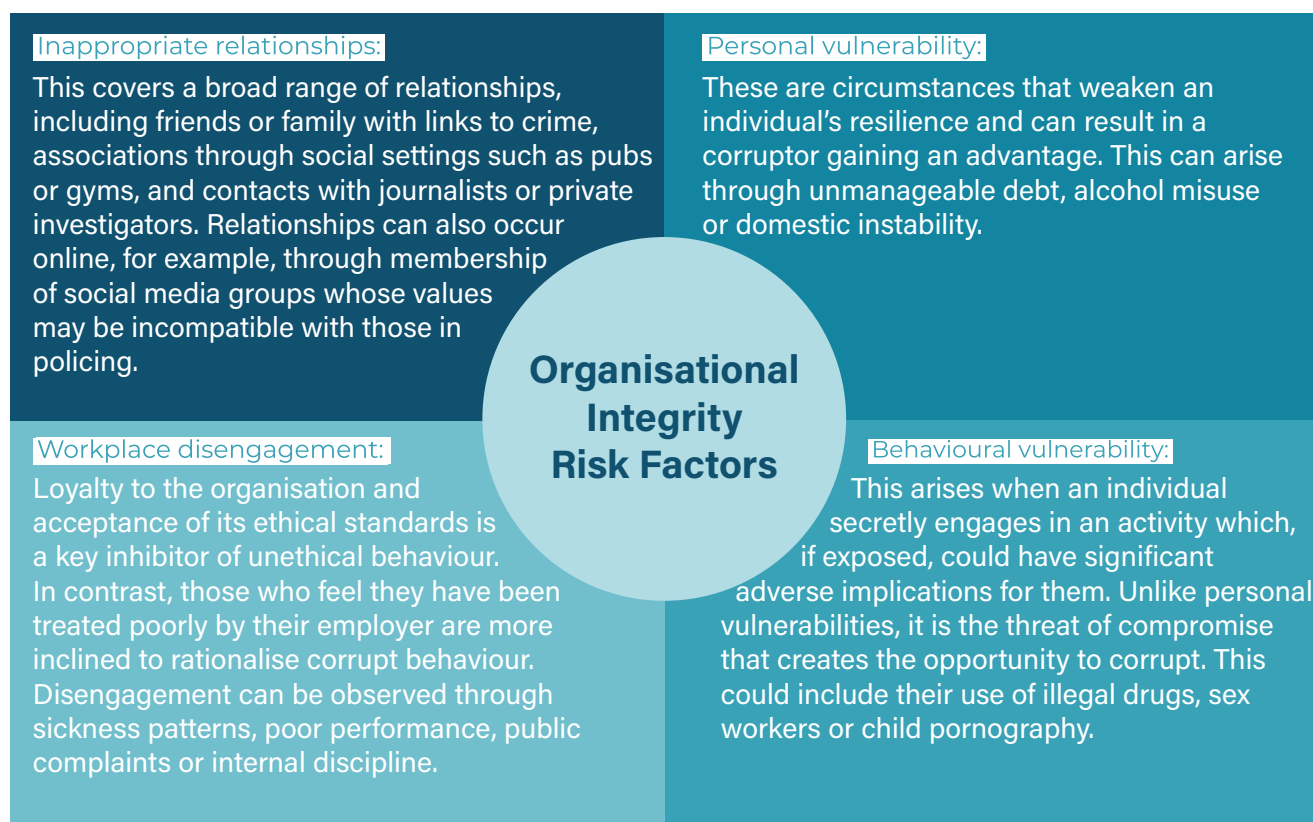 Inappropriate relationships:
This covers a broad range of relationships,
including friends or family with links to crime,
associations through social settings such as pubs
or gyms, and contacts with journalists or private
investigators. Relationships can also occur
online, for example, through membership
of social media groups whose values
may be incompatible with those in
policing.
Personal vulnerability:
These are circumstances that weaken an
individual’s resilience and can result in a
corruptor gaining an advantage. This can arise
through unmanageable debt, alcohol misuse
or domestic instability.
Organisational
Integrity
Risk Factors
Workplace disengagement:
Loyalty to the organisation and
acceptance of its ethical standards is
a key inhibitor of unethical behaviour.
In contrast, those who feel they have been
treated poorly by their employer are more
inclined to rationalise corrupt behaviour.
Disengagement can be observed through
sickness patterns, poor performance, public
complaints or internal discipline.
Behavioural vulnerability:
This arises when an individual
secretly engages in an activity which,
if exposed, could have significant
adverse implications for them. Unlike personal
vulnerabilities, it is the threat of compromise
that creates the opportunity to corrupt. This
could include their use of illegal drugs, sex
workers or child pornography.